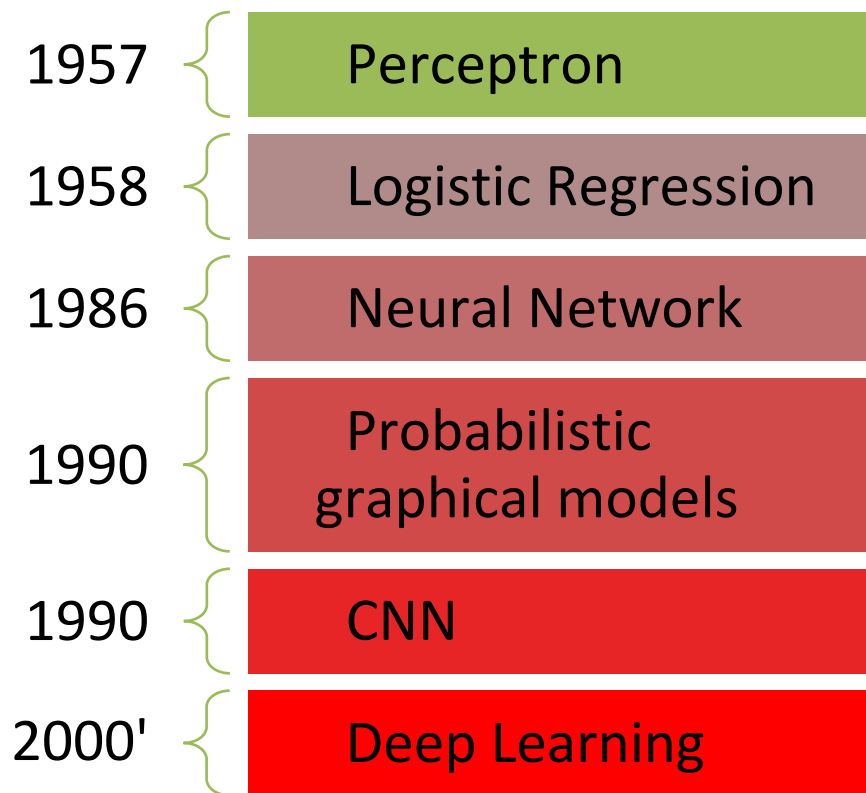 1957 Perceptron
1958 Logistic Regression
1986 Neural Network
1990 Probabilistic
graphical models
1990 CNN
2000' Deep Learning